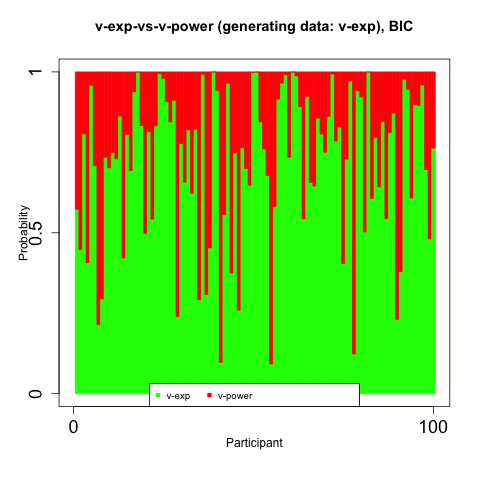 v-exp-vs-v-power (generating data: v-exp), BIC
1
0.5
0
Probability
v-exp v-power
0 100
Participant